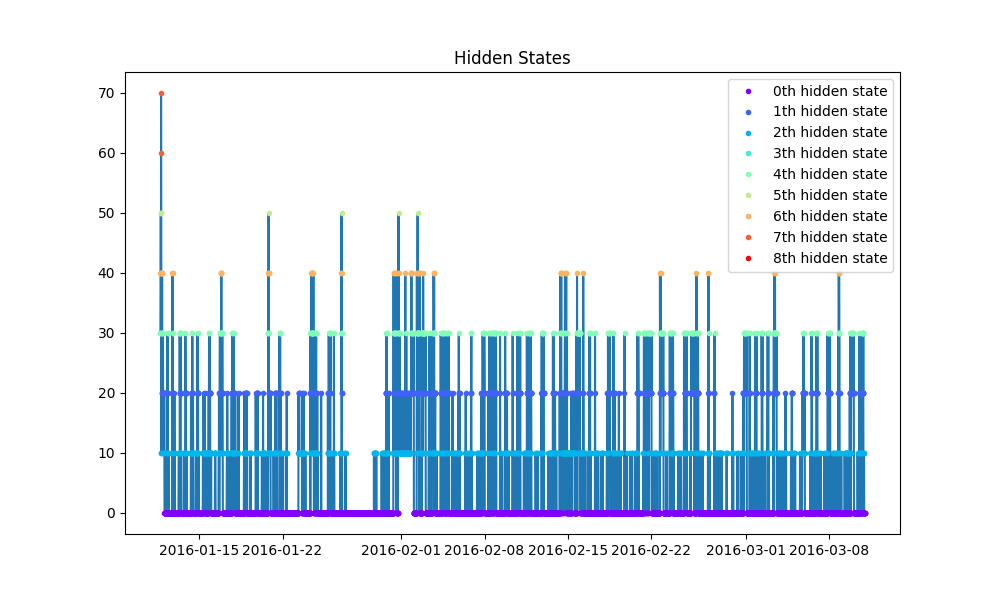 Hidden States
70
60
50
40
30
20
10
0
0th hidden state
1th hidden state
2th hidden state
3th hidden state
4th hidden state
5th hidden state
6th hidden state
7th hidden state
8th hidden state
2016-01-15 2016-01-22 2016-02-01 2016-02-08 2016-02-15 2016-02-22 2016-03-01 2016-03-08